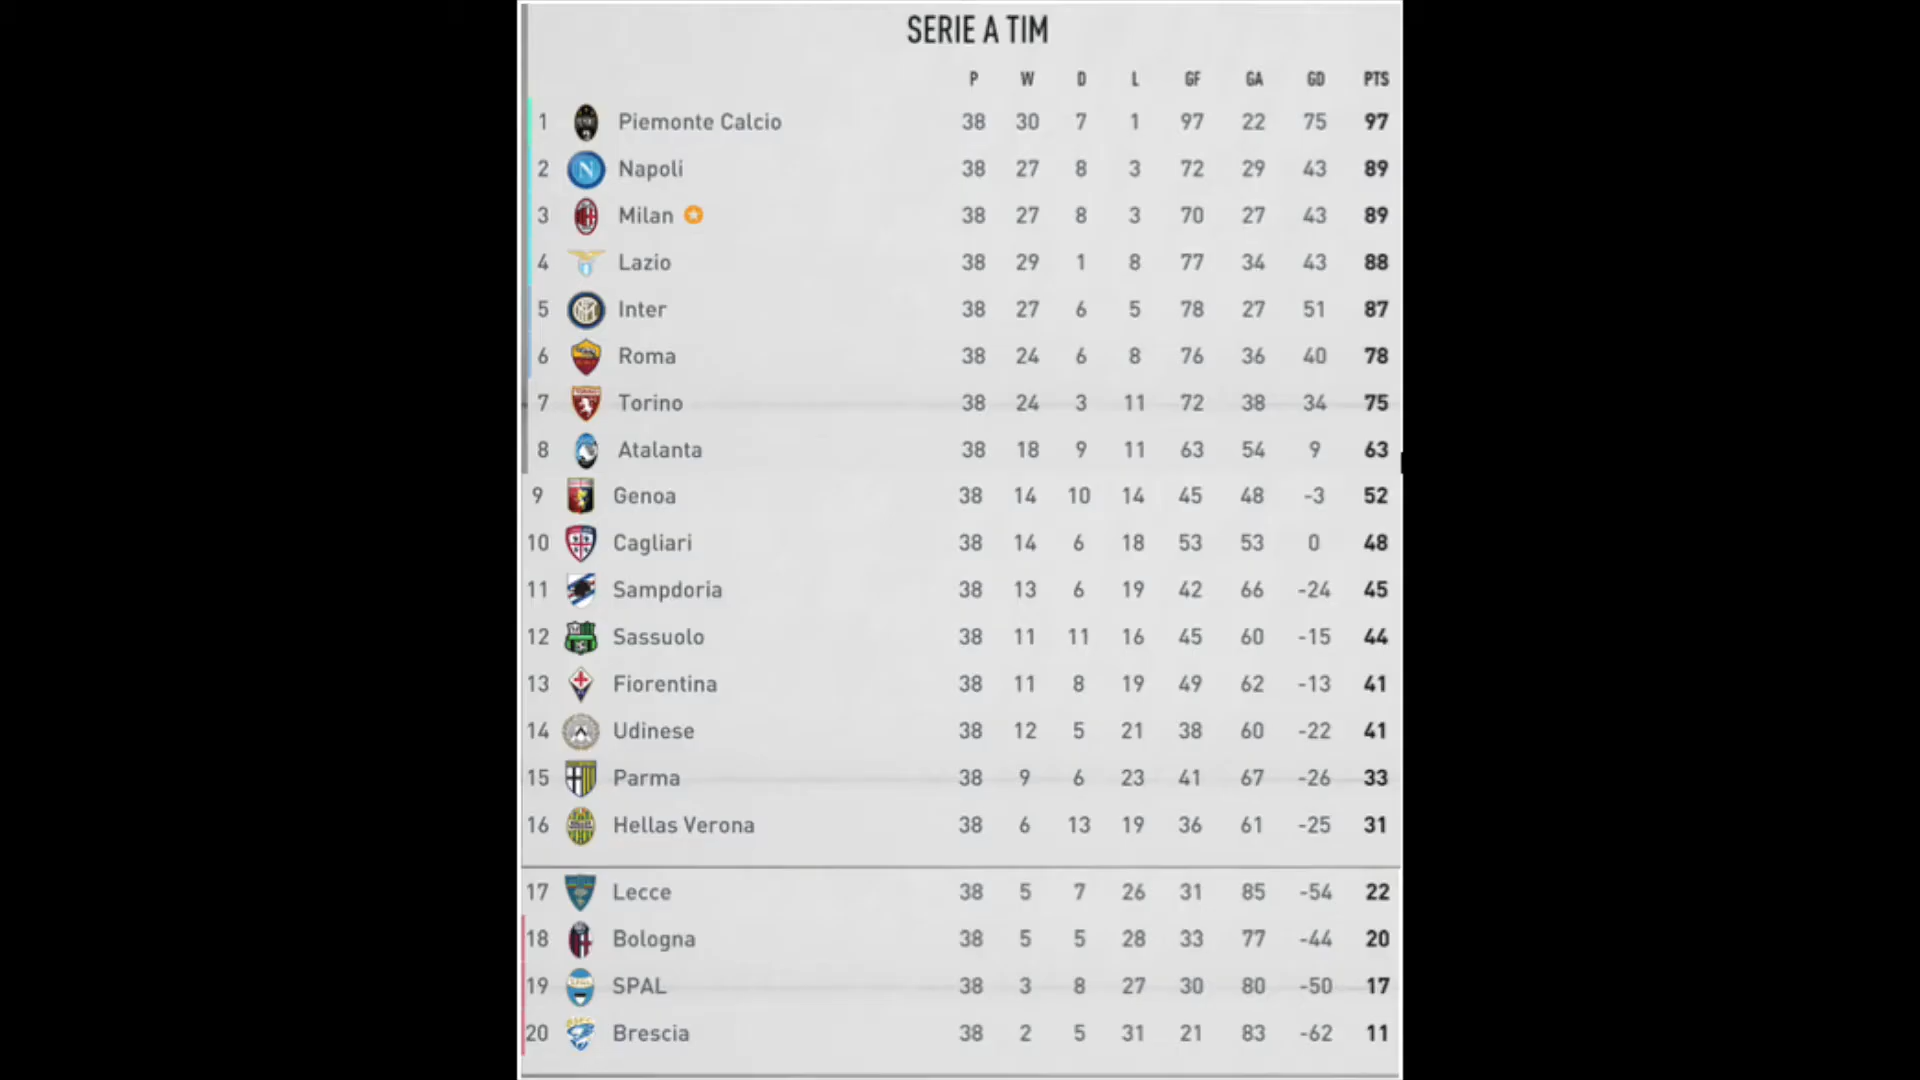 SERIE A TIM
P W D L GF GA GD PTS
1 Piemonte Calcio 38 30 7 1 97 22 75 97
2 Napoli 38 27 8 3 72 29 43 89
3 Milan 38 27 8 3 70 27 43 89
4 Lazio 38 29 1 8 77 34 43 88
5 Inter 38 27 6 5 78 27 51 87
6 Roma 38 24 6 8 76 36 40 78
7 Torino 38 24 3 11 72 38 34 75
8 Atalanta 38 18 9 11 63 54 9 63
9 Genoa 38 14 10 14 45 48 -3 52
10 Cagliari 38 14 6 18 53 53 0 48
11 Sampdoria 38 13 6 19 42 66 -24 45
12 Sassuolo 38 11 11 16 45 60 -15 44
13 Fiorentina 38 11 8 19 49 62 -13 41
14 Udinese 38 12 5 21 38 60 -22 41
15 Parma 38 9 6 23 41 67 -26 33
16 Hellas Verona 38 6 13 19 36 61 -25 31
17 Lecce 38 5 7 26 31 85 -54 22
18 Bologna 38 5 5 28 33 77 -44 20
19 SPAL 38 3 8 27 30 80 -50 17
20 Brescia 38 2 5 31 21 83 -62 11